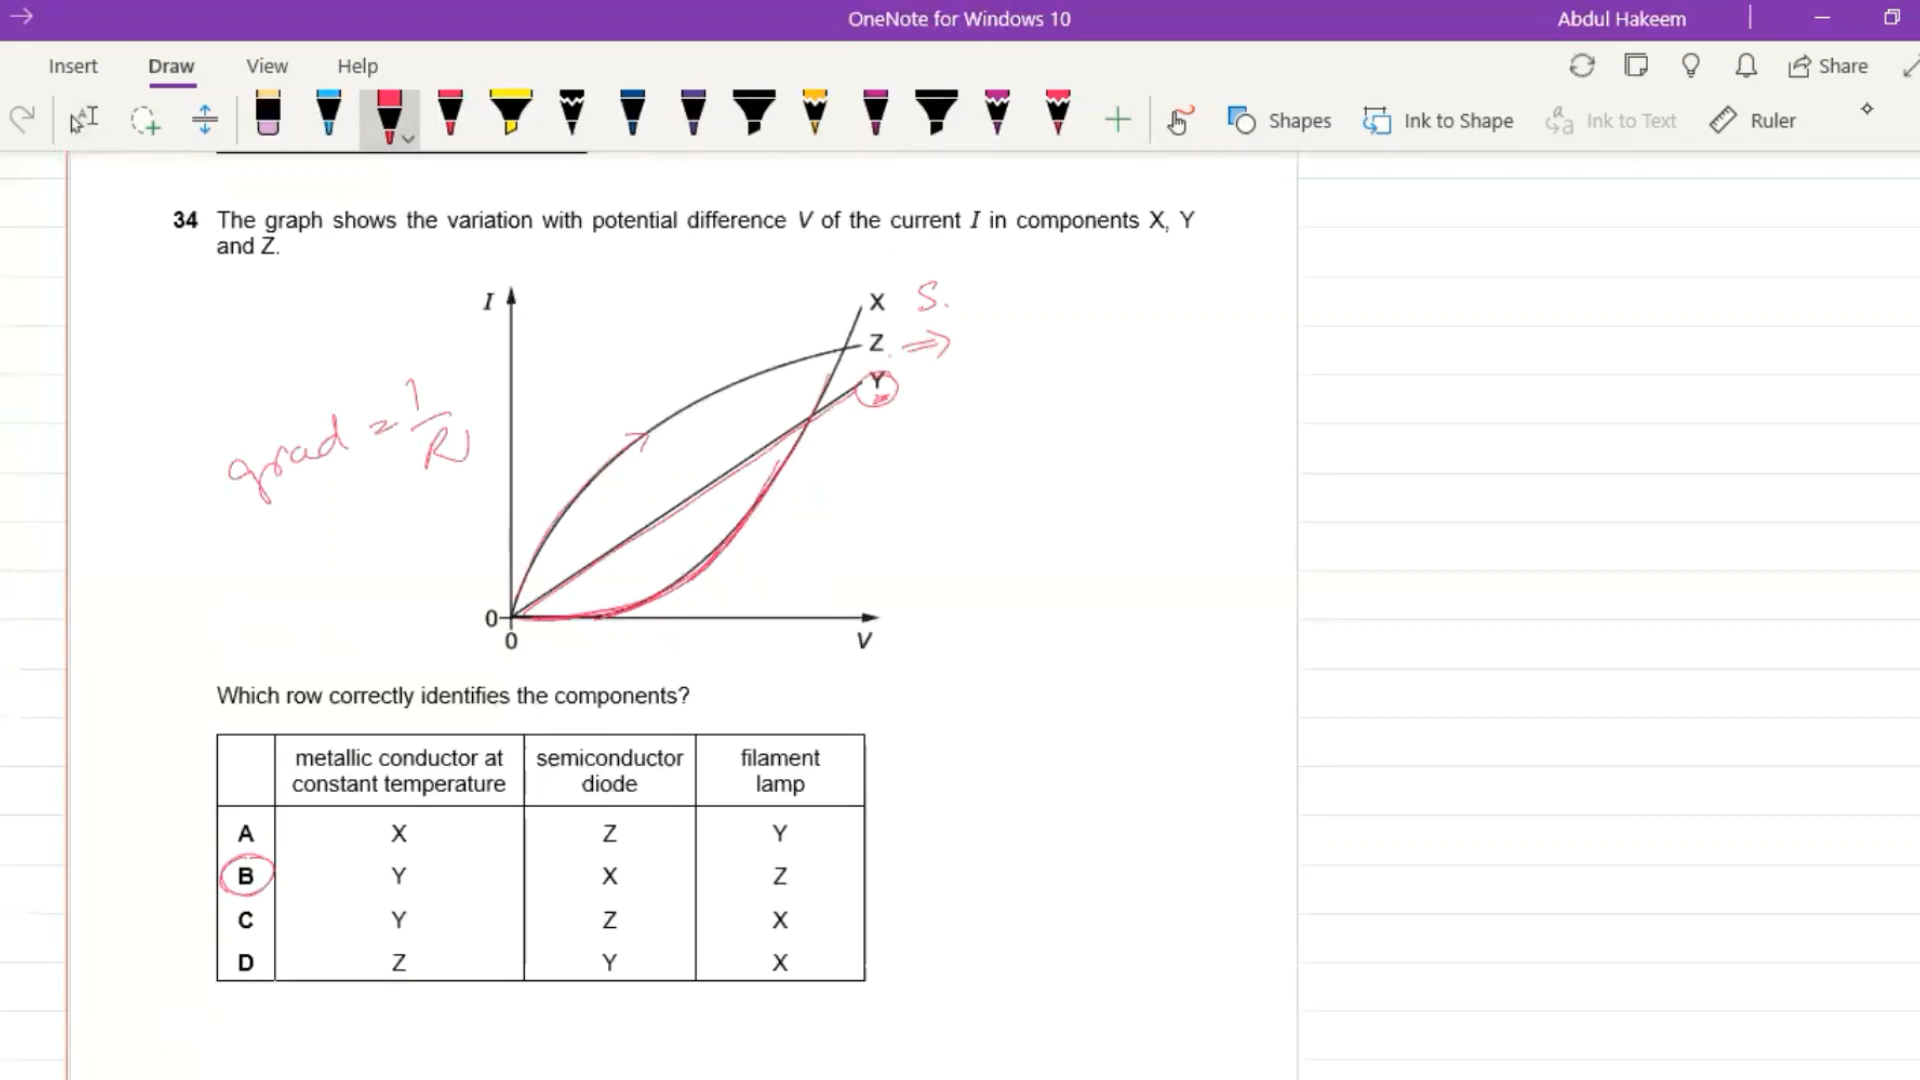 OneNote for Windows 10
Abdul Hakeem
Insert Draw View Help
Share
Shapes Ink to Shape Ink to Text Ruler
34 The graph shows the variation with potential difference V of the current I in components X, Y
and Z.
I
X S.
Z ⇒
Y
grad = 1/R
0
0
V
Which row correctly identifies the components?
metallic conductor at constant temperature semiconductor diode filament lamp
A X Z Y
B Y X Z
C Y Z X
D Z Y X